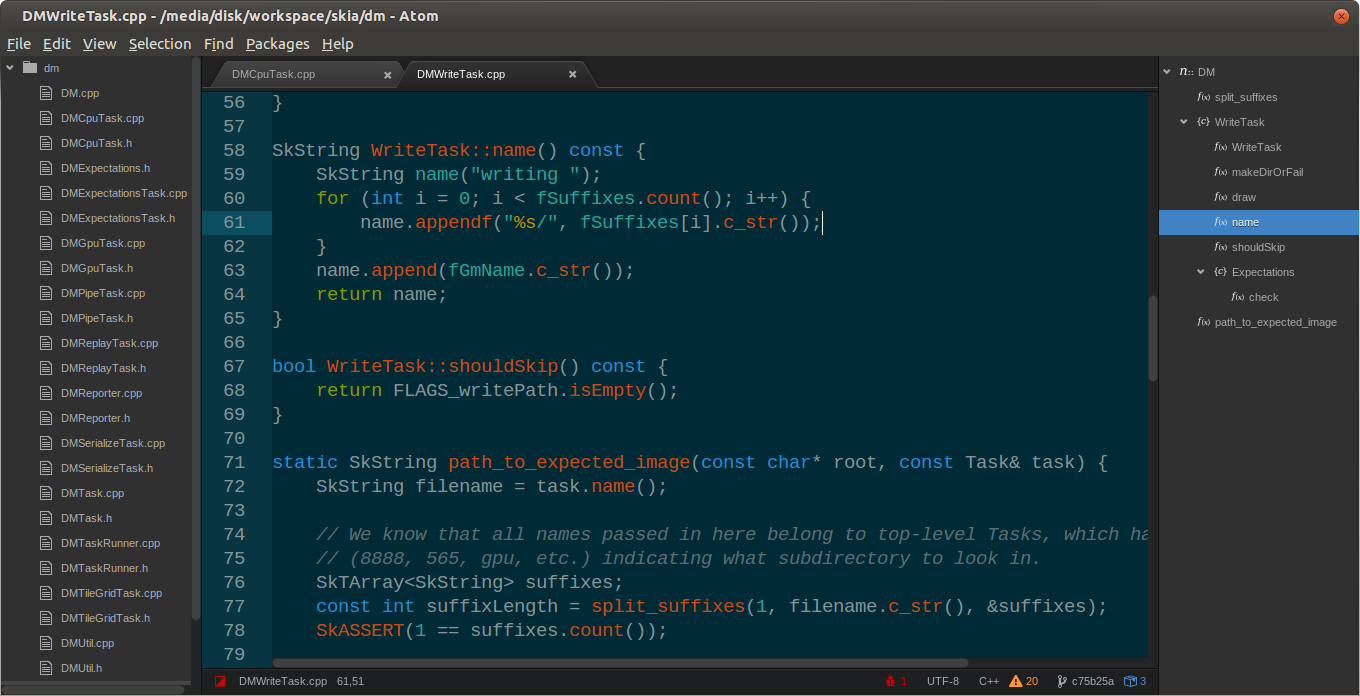 DMWriteTask.cpp - /media/disk/workspace/skia/dm - Atom
File Edit View Selection Find Packages Help
dm
DM.cpp
DMCpuTask.cpp
DMCpuTask.h
DMExpectations.h
DMExpectationsTask.cpp
DMExpectationsTask.h
DMGpuTask.cpp
DMGpuTask.h
DMPipeTask.cpp
DMPipeTask.h
DMReplayTask.cpp
DMReplayTask.h
DMReporter.cpp
DMReporter.h
DMSerializeTask.cpp
DMSerializeTask.h
DMTask.cpp
DMTask.h
DMTaskRunner.cpp
DMTaskRunner.h
DMTileGridTask.cpp
DMTileGridTask.h
DMUtil.cpp
DMUtil.h
DMCpuTask.cpp × DMWriteTask.cpp ×
56 }
57
58 SkString WriteTask::name() const {
59     SkString name("writing ");
60     for (int i = 0; i < fSuffixes.count(); i++) {
61         name.appendf("%s/", fSuffixes[i].c_str());
62     }
63     name.append(fGmName.c_str());
64     return name;
65 }
66
67 bool WriteTask::shouldSkip() const {
68     return FLAGS_writePath.isEmpty();
69 }
70
71 static SkString path_to_expected_image(const char* root, const Task& task) {
72     SkString filename = task.name();
73
74     // We know that all names passed in here belong to top-level Tasks, which ha
75     // (8888, 565, gpu, etc.) indicating what subdirectory to look in.
76     SkTArray<SkString> suffixes;
77     const int suffixLength = split_suffixes(1, filename.c_str(), &suffixes);
78     SkASSERT(1 == suffixes.count());
79
n:: DM
f(x) split_suffixes
{c} WriteTask
f(x) WriteTask
f(x) makeDirOrFail
f(x) draw
f(x) name
f(x) shouldSkip
{c} Expectations
f(x) check
f(x) path_to_expected_image
DMWriteTask.cpp 61,51 1 UTF-8 C++ 20 c75b25a 3